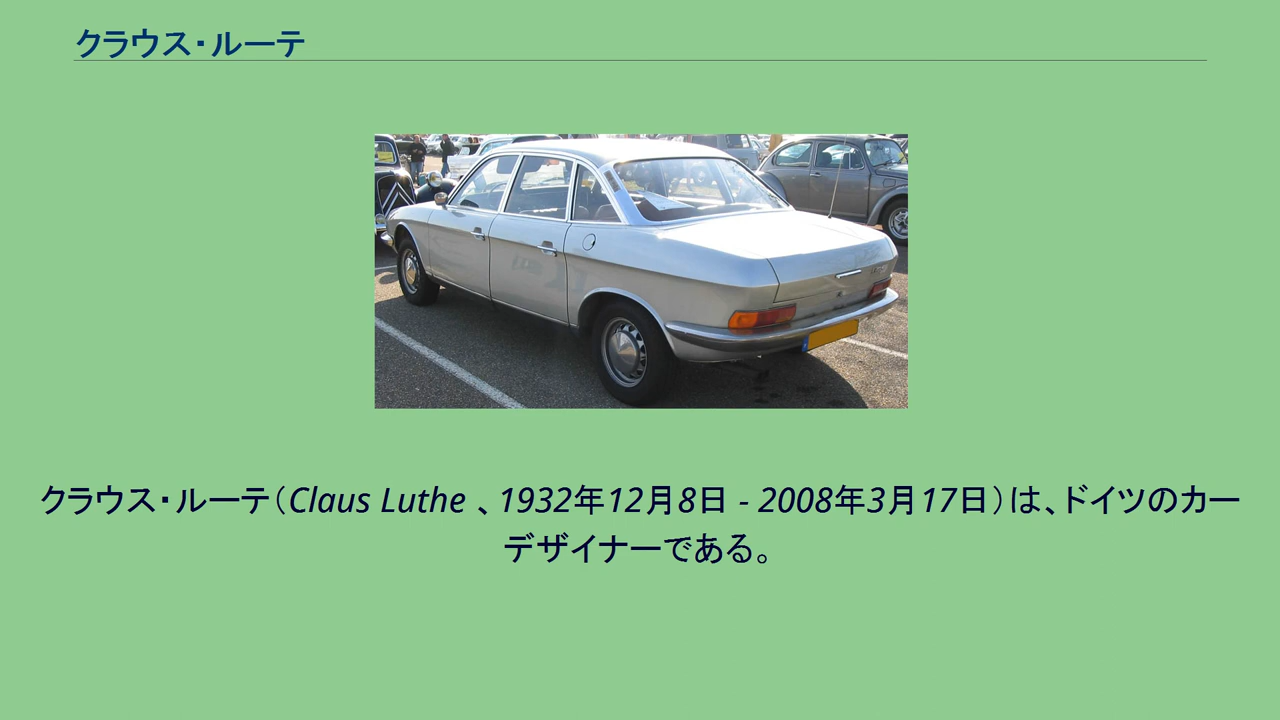 クラウス・ルーテ
クラウス・ルーテ（Claus Luthe 、1932年12月8日 - 2008年3月17日）は、ドイツのカー
デザイナーである。